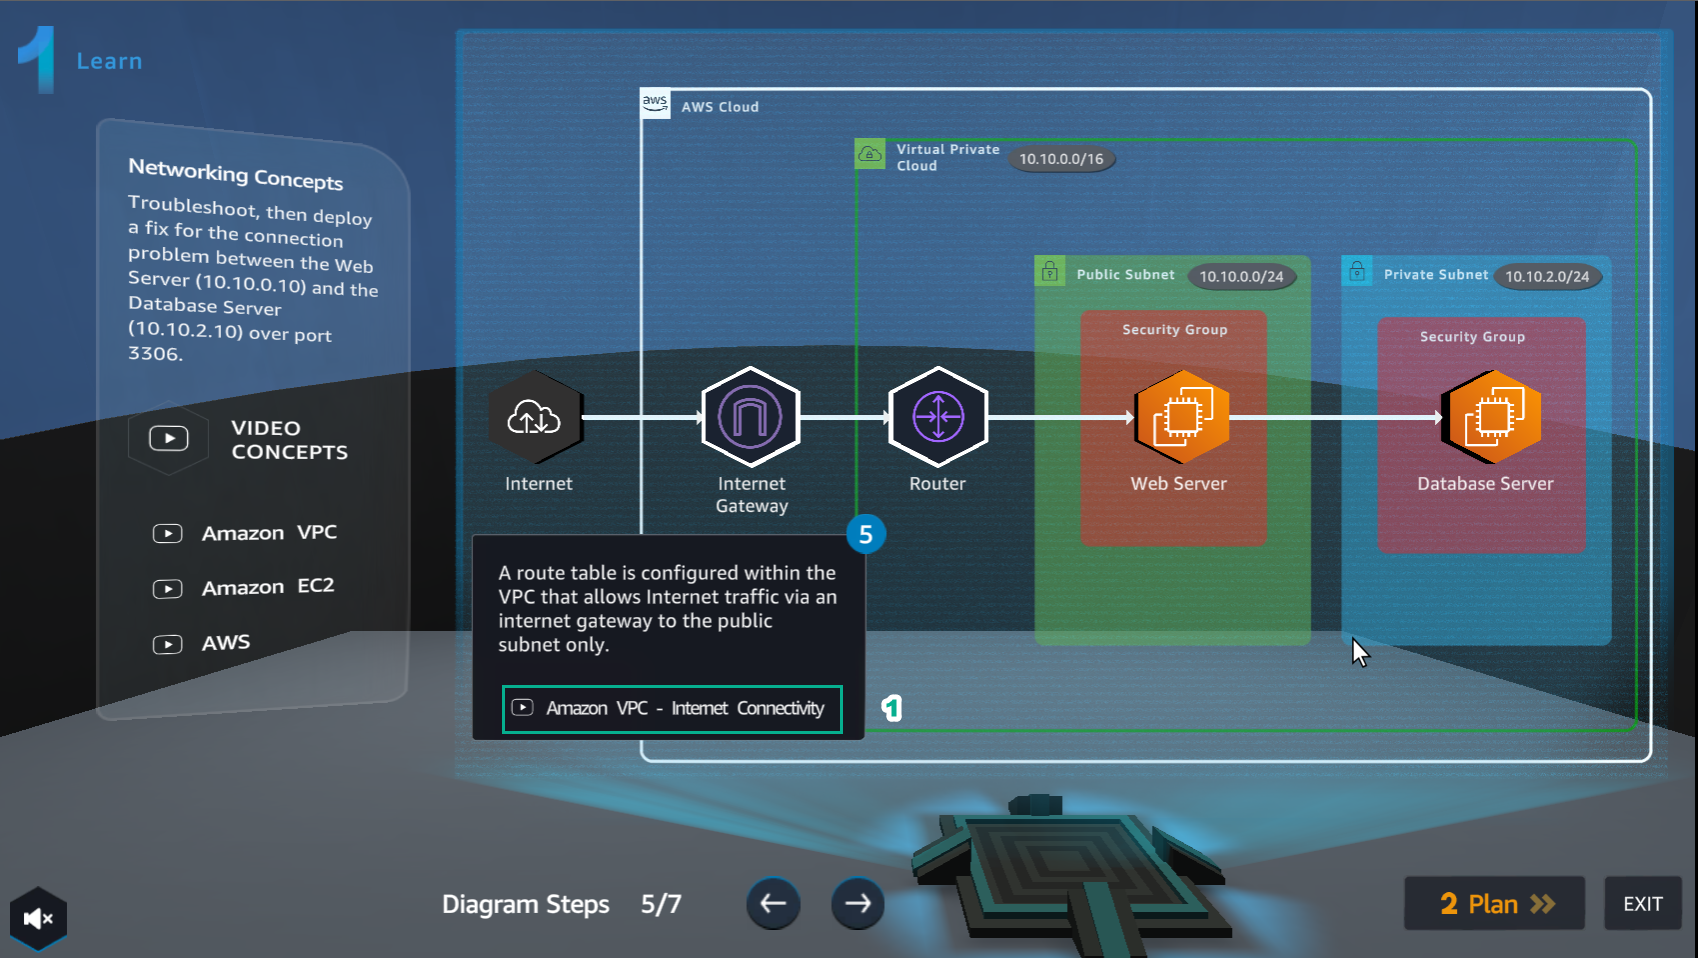 1 Learn
Networking Concepts
Troubleshoot, then deploy
a fix for the connection
problem between the Web
Server (10.10.0.10) and the
Database Server
(10.10.2.10) over port
3306.
VIDEO
CONCEPTS
Amazon VPC
Amazon EC2
AWS
aws AWS Cloud
Virtual Private
Cloud
10.10.0.0/16
Public Subnet 10.10.0.0/24
Security Group
Private Subnet 10.10.2.0/24
Security Group
Internet
Internet
Gateway
Router
Web Server
Database Server
5
A route table is configured within the
VPC that allows Internet traffic via an
internet gateway to the public
subnet only.
Amazon VPC - Internet Connectivity
1
Diagram Steps 5/7
2 Plan
EXIT